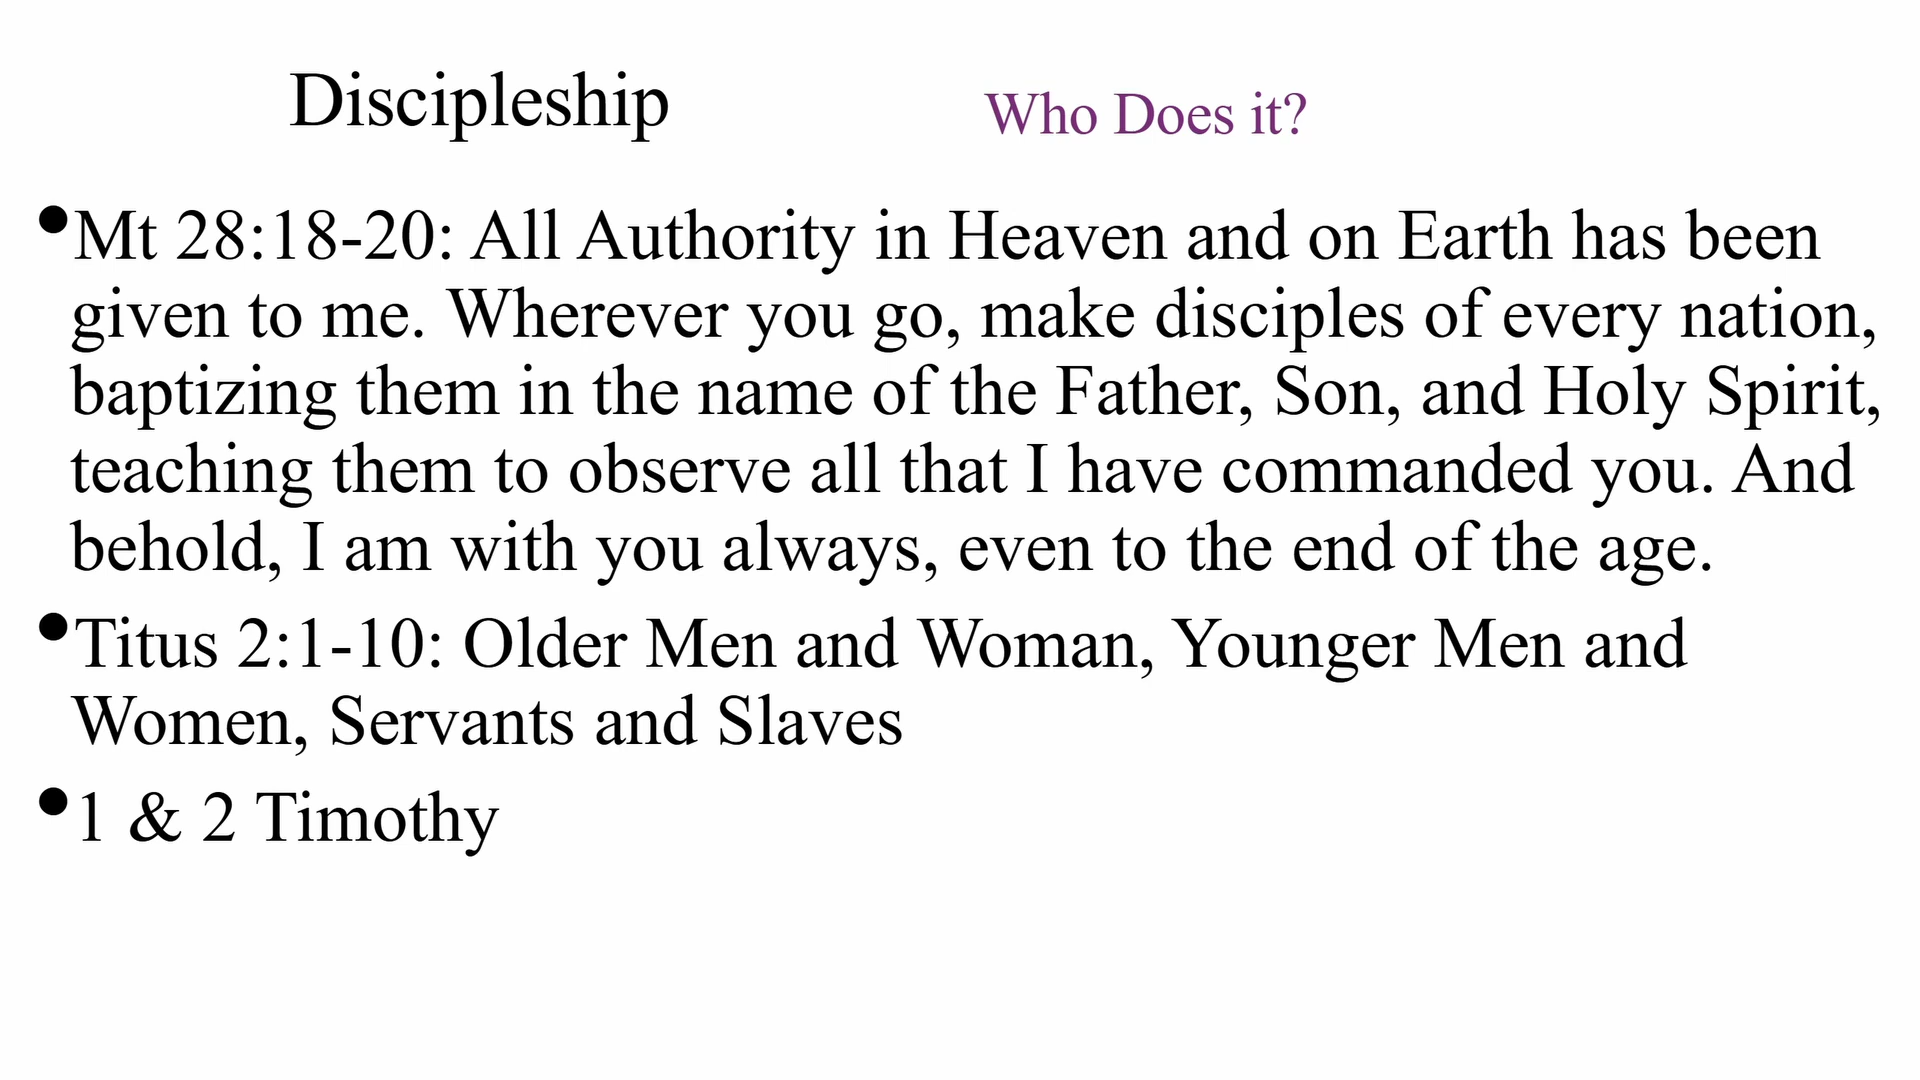 Discipleship
Who Does it?
•Mt 28:18-20: All Authority in Heaven and on Earth has been
given to me. Wherever you go, make disciples of every nation,
baptizing them in the name of the Father, Son, and Holy Spirit,
teaching them to observe all that I have commanded you. And
behold, I am with you always, even to the end of the age.
•Titus 2:1-10: Older Men and Woman, Younger Men and
Women, Servants and Slaves
•1 & 2 Timothy